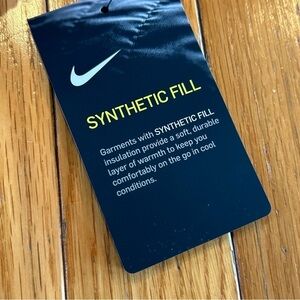 SYNTHETIC FILL
Garments with SYNTHETIC FILL
insulation provide a soft, durable
layer of warmth to keep you
comfortably on the go in cool
conditions.